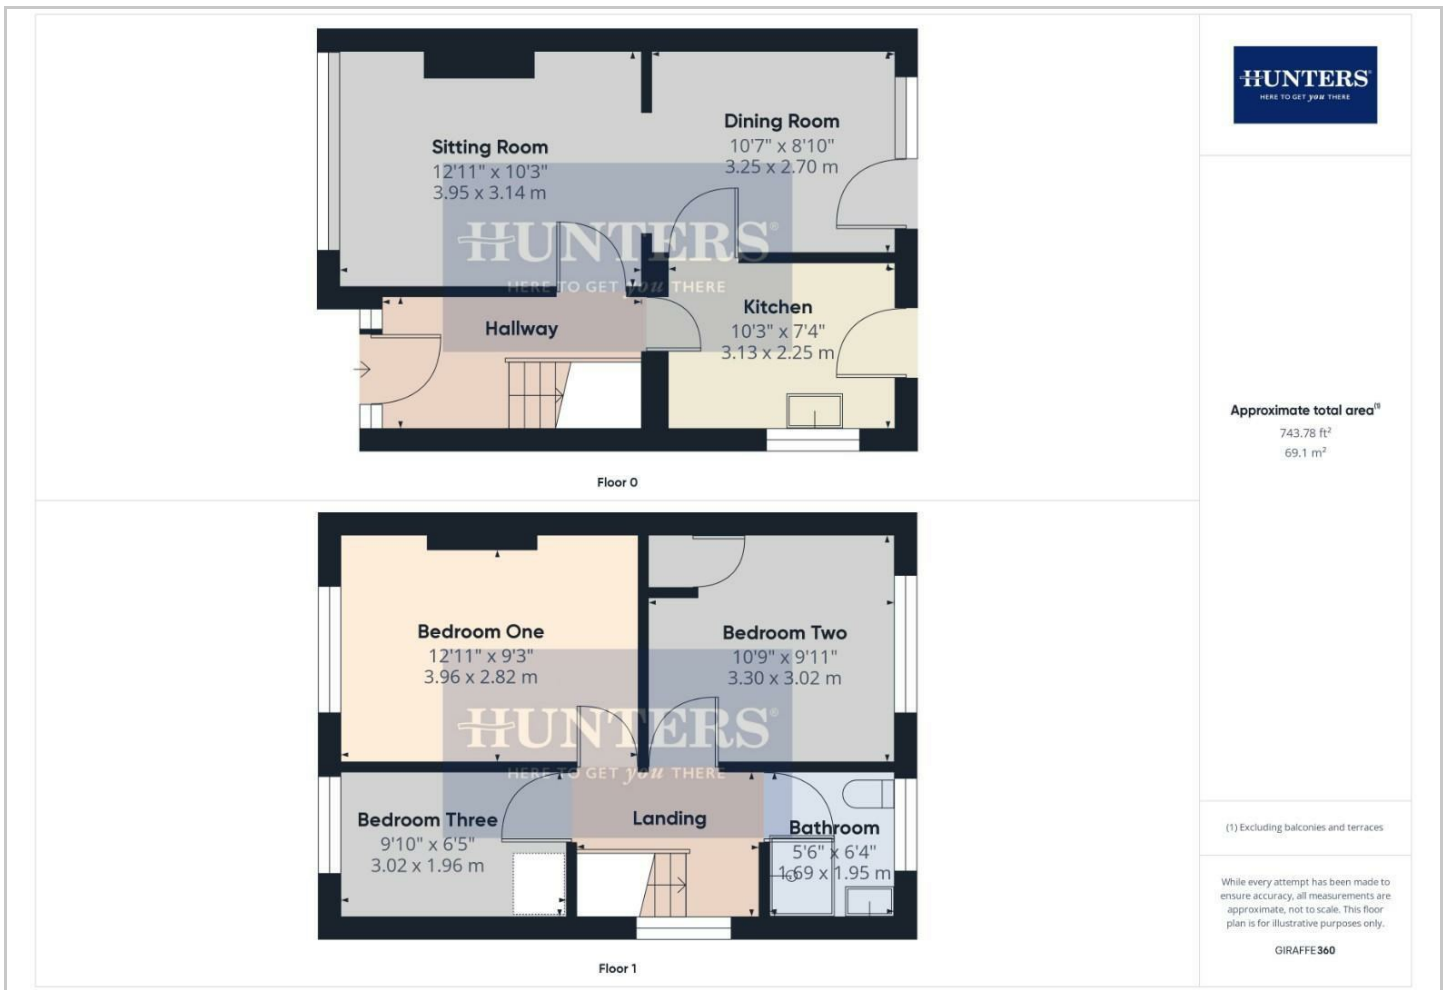 Sitting Room
12'11" x 10'3"
3.95 x 3.14 m
Dining Room
10'7" x 8'10"
3.25 x 2.70 m
HUNTERS®
HERE TO GET you THERE
Hallway
Kitchen
10'3" x 7'4"
3.13 x 2.25 m
Floor 0
Bedroom One
12'11" x 9'3"
3.96 x 2.82 m
Bedroom Two
10'9" x 9'11"
3.30 x 3.02 m
HUNTERS®
HERE TO GET you THERE
Bedroom Three
9'10" x 6'5"
3.02 x 1.96 m
Landing
Bathroom
5'6" x 6'4"
1.69 x 1.95 m
Floor 1
HUNTERS®
HERE TO GET you THERE
Approximate total area(1)
743.78 ft²
69.1 m²
(1) Excluding balconies and terraces
While every attempt has been made to
ensure accuracy, all measurements are
approximate, not to scale. This floor
plan is for illustrative purposes only.
GIRAFFE360